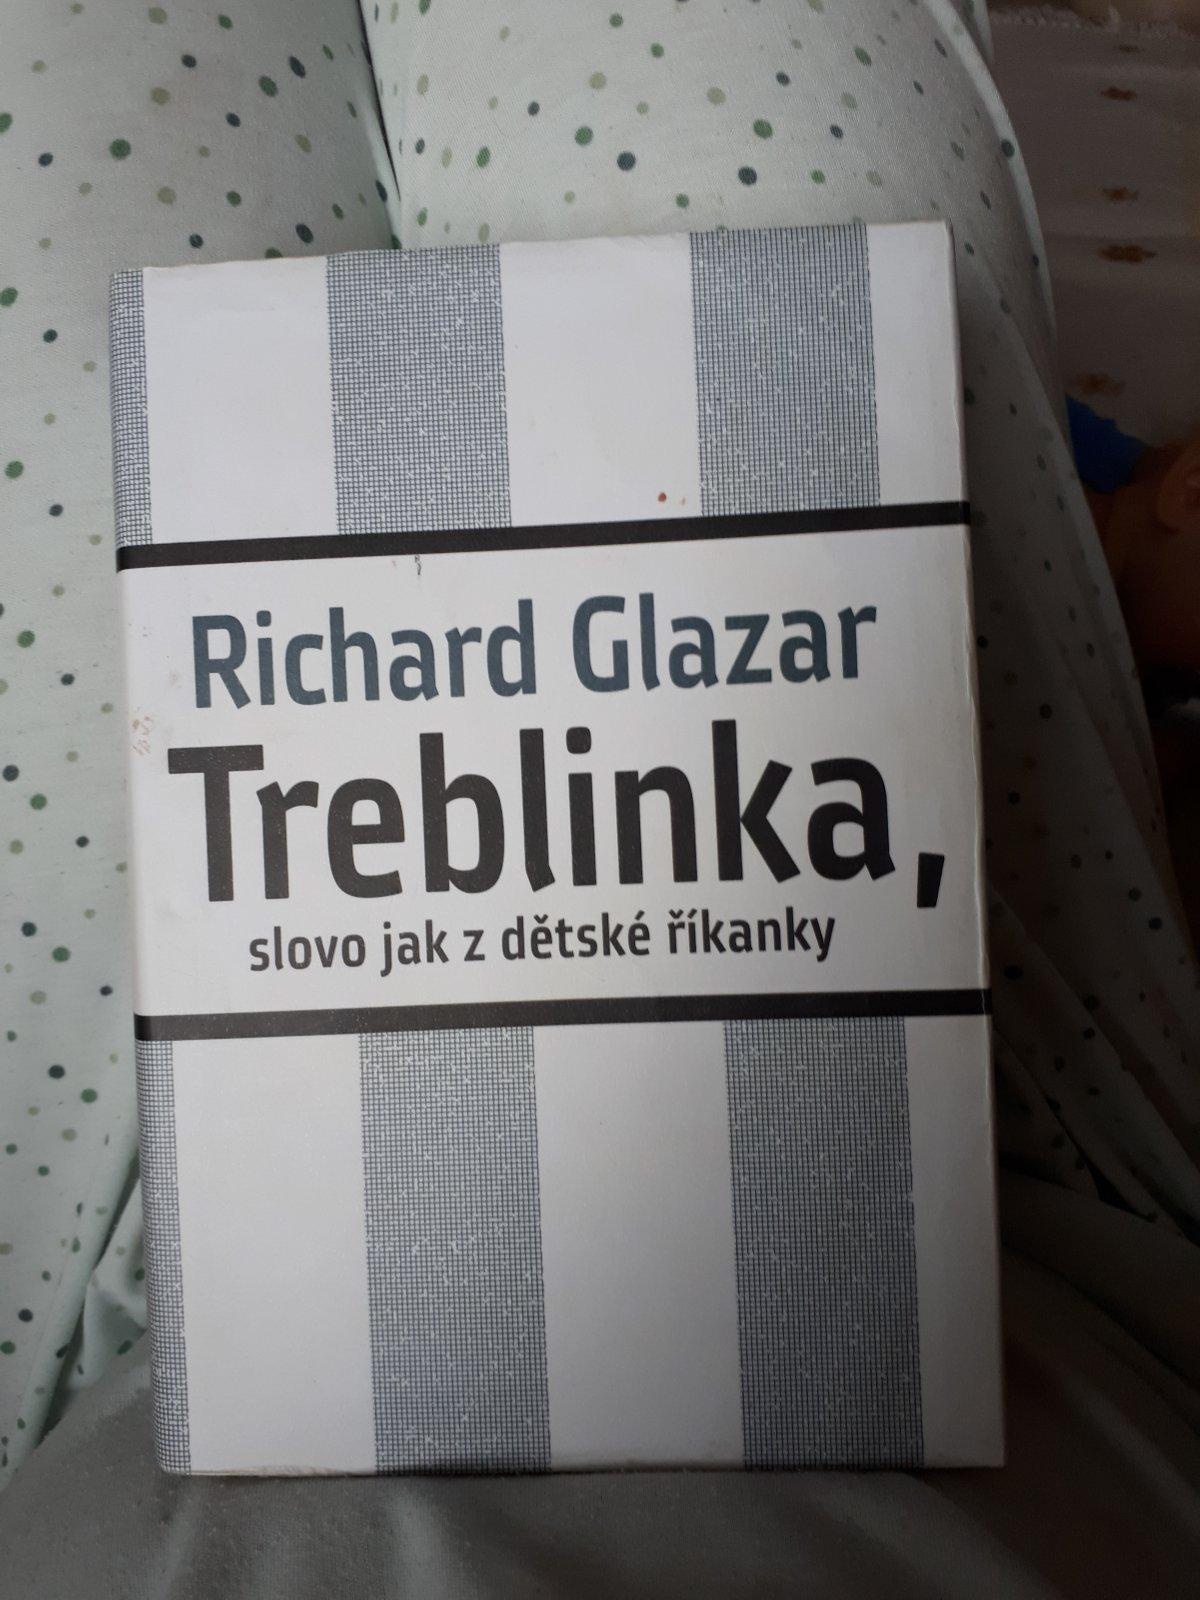 Richard Glazar
Treblinka,
slovo jak z dětské říkanky